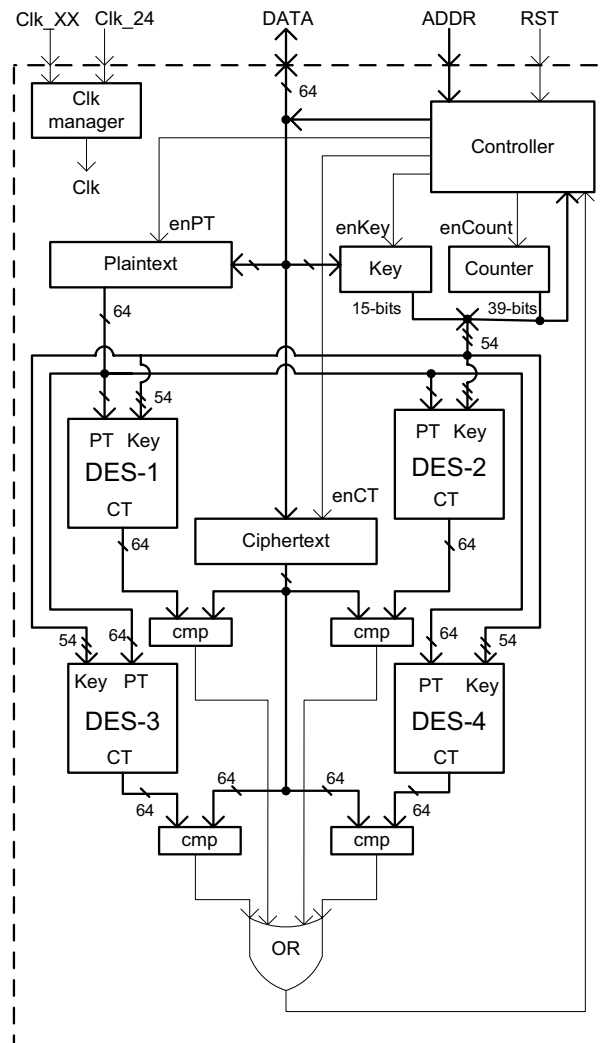 Clk_XX Clk_24 DATA ADDR RST
64
Clk
manager
Controller
Clk
enPT enKey enCount
Plaintext Key Counter
64 15-bits 39-bits
54
54
PT Key
DES-1
CT
PT Key
DES-2
CT
enCT
64 Ciphertext 64
cmp cmp
54 64 64 54
Key PT
DES-3
CT
PT Key
DES-4
CT
64 64 64 64
cmp cmp
OR